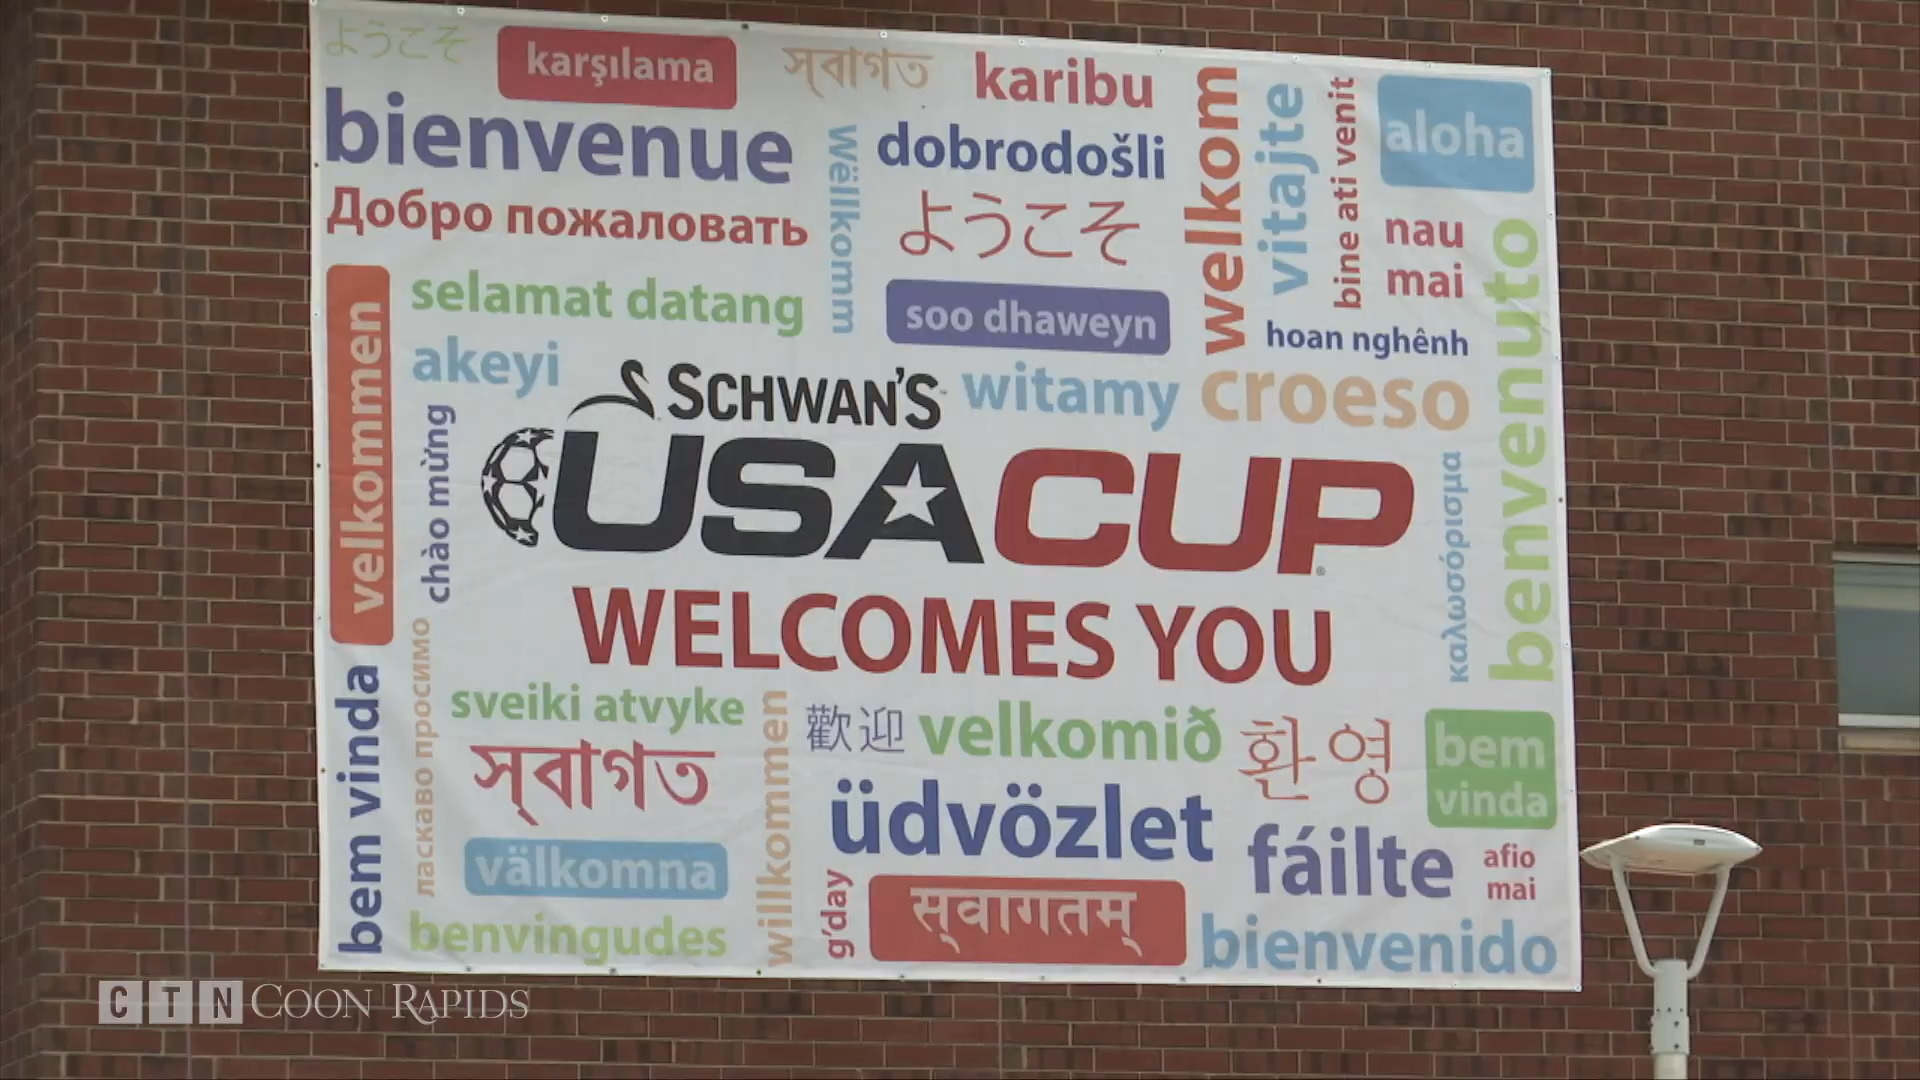 ようこそ
karşılama
স্বাগত
karibu
bienvenue
wëllkomm
dobrodošli
welkom
vitajte
bine ati venit
aloha
Добро пожаловать
ようこそ
nau
mai
benvenuto
velkommen
selamat datang
soo dhaweyn
hoan nghênh
akeyi
SCHWAN'S
witamy
croeso
chào mừng
USA CUP
καλωσόρισμα
WELCOMES YOU
bem vinda
ласкаво просимо
sveiki atvyke
willkommen
歡迎
velkomið
환영
bem
vinda
স্বাগত
üdvözlet
välkomna
fáilte
afio
mai
g'day
स्वागतम्
benvingudes
bienvenido
CTN COON RAPIDS